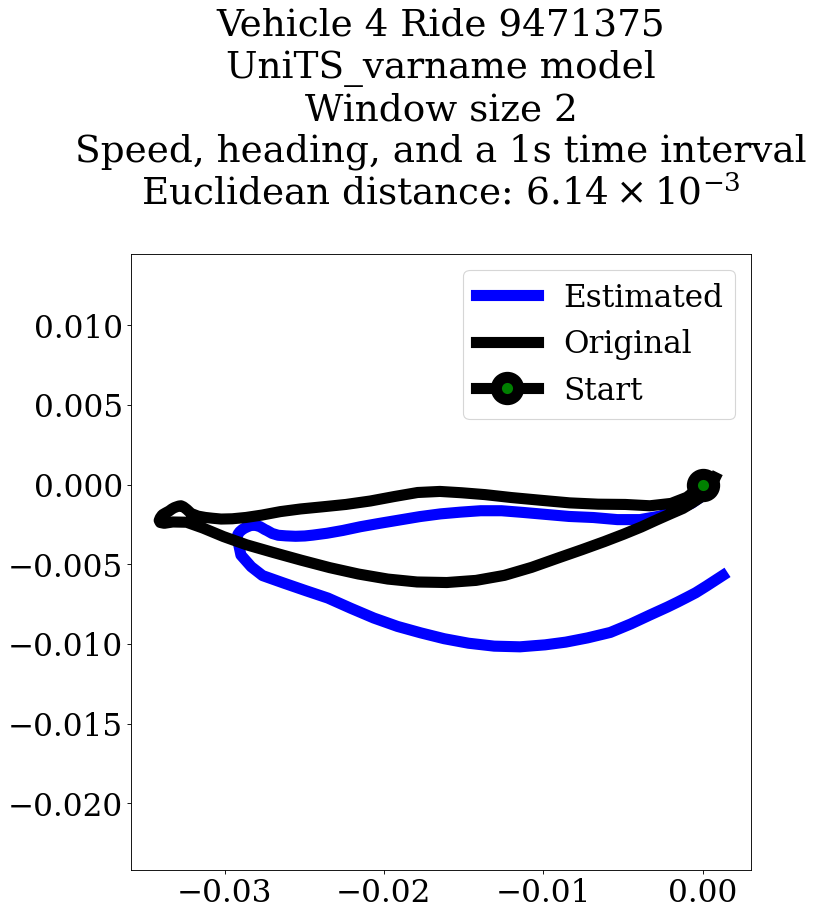 Vehicle 4 Ride 9471375
UniTS_varname model
Window size 2
Speed, heading, and a 1s time interval
Euclidean distance: 6.14 × 10⁻³
Estimated
Original
Start
0.010
0.005
0.000
−0.005
−0.010
−0.015
−0.020
−0.03 −0.02 −0.01 0.00